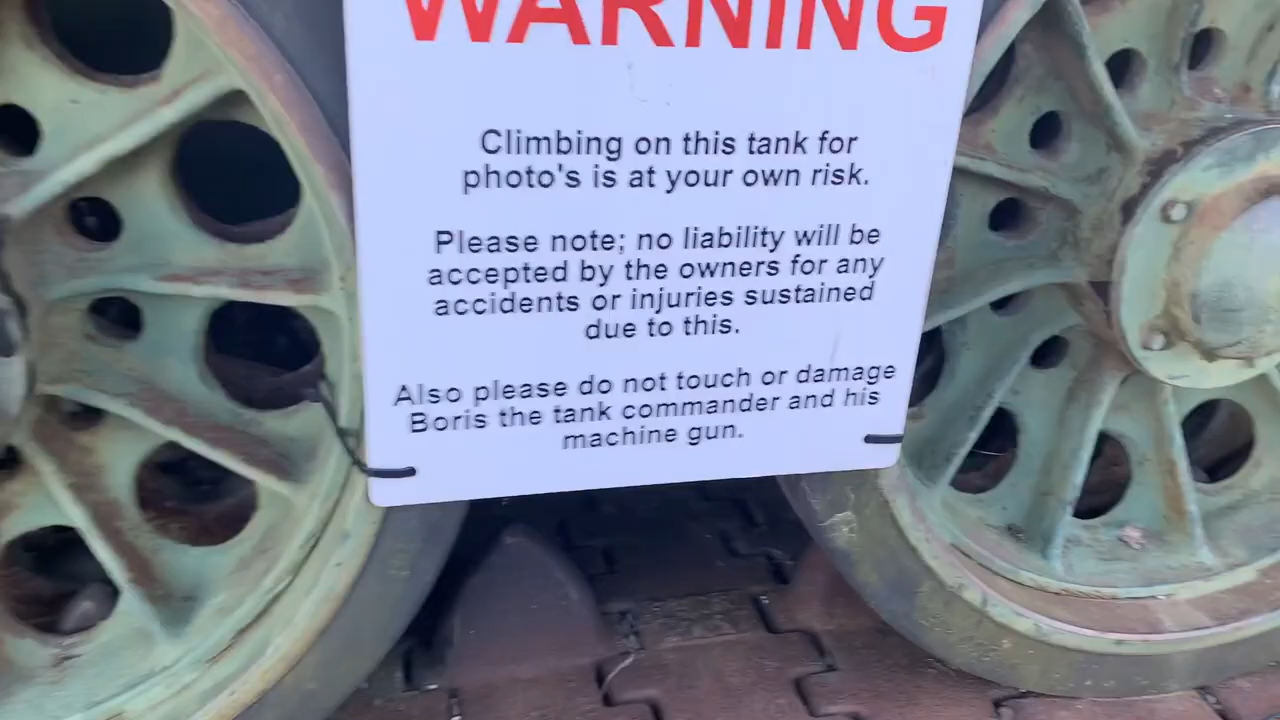 WARNING
Climbing on this tank for
photo's is at your own risk.
Please note; no liability will be
accepted by the owners for any
accidents or injuries sustained
due to this.
Also please do not touch or damage
Boris the tank commander and his
machine gun.